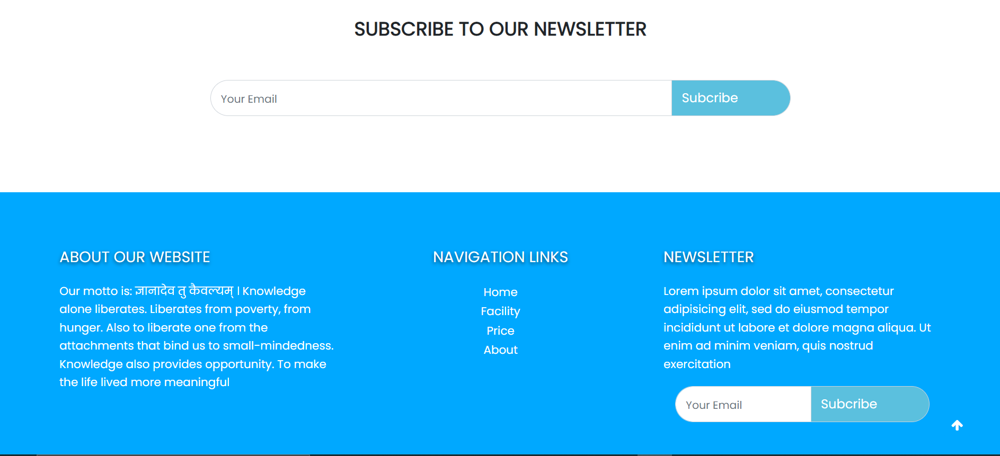 SUBSCRIBE TO OUR NEWSLETTER
Your Email
Subcribe
ABOUT OUR WEBSITE
Our motto is: ज्ञानादेव तु कैवल्यम् । Knowledge
alone liberates. Liberates from poverty, from
hunger. Also to liberate one from the
attachments that bind us to small-mindedness.
Knowledge also provides opportunity. To make
the life lived more meaningful
NAVIGATION LINKS
Home
Facility
Price
About
NEWSLETTER
Lorem ipsum dolor sit amet, consectetur
adipisicing elit, sed do eiusmod tempor
incididunt ut labore et dolore magna aliqua. Ut
enim ad minim veniam, quis nostrud
exercitation
Your Email
Subcribe